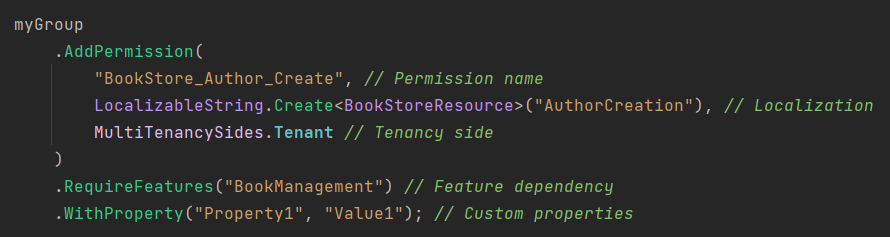 myGroup
    .AddPermission(
        "BookStore_Author_Create", // Permission name
        LocalizableString.Create<BookStoreResource>("AuthorCreation"), // Localization
        MultiTenancySides.Tenant // Tenancy side
    )
    .RequireFeatures("BookManagement") // Feature dependency
    .WithProperty("Property1", "Value1"); // Custom properties